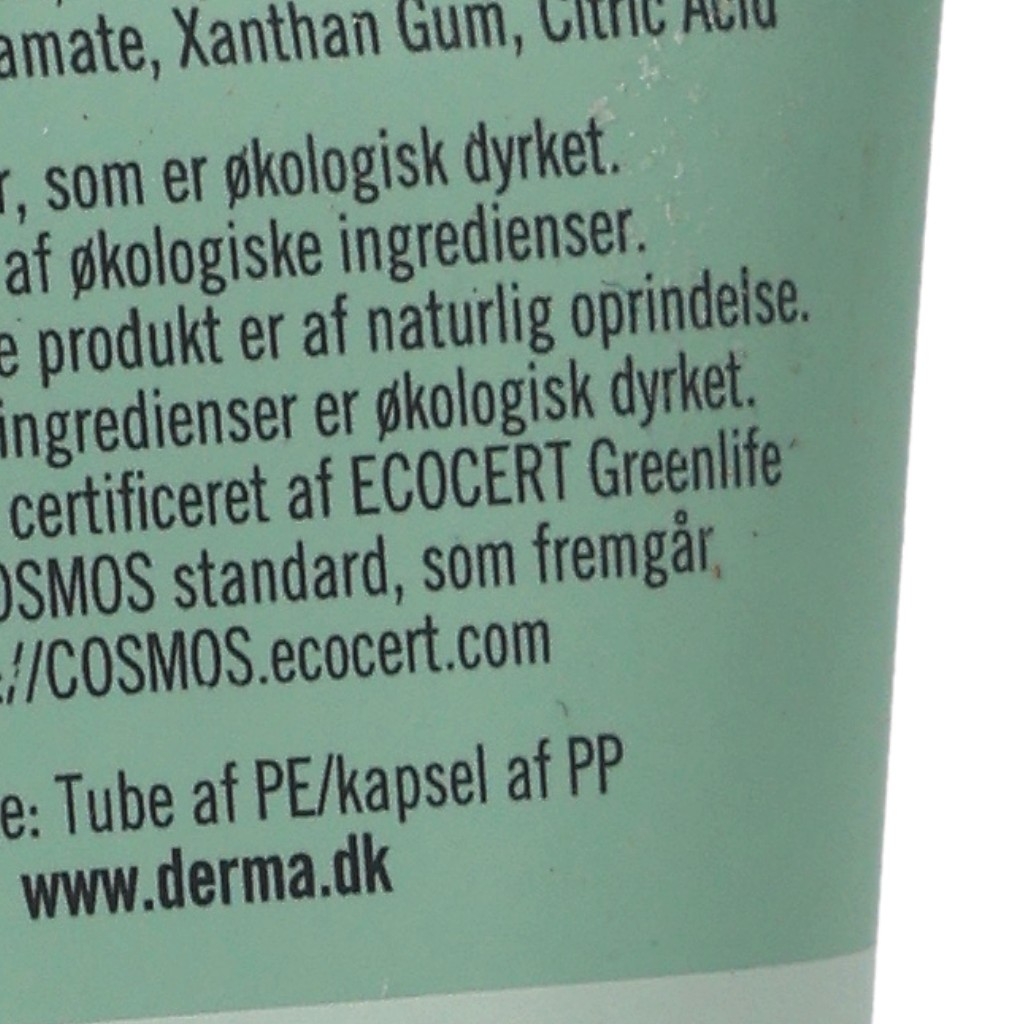 Xanthan Gum, Citric Acid
som er økologisk dyrket.
af økologiske ingredienser.
produkt er af naturlig oprindelse.
ingredienser er økologisk dyrket.
certificeret af ECOCERT Greenlife
standard, som fremgår
//COSMOS.ecocert.com
Tube af PE/kapsel af PP
www.derma.dk